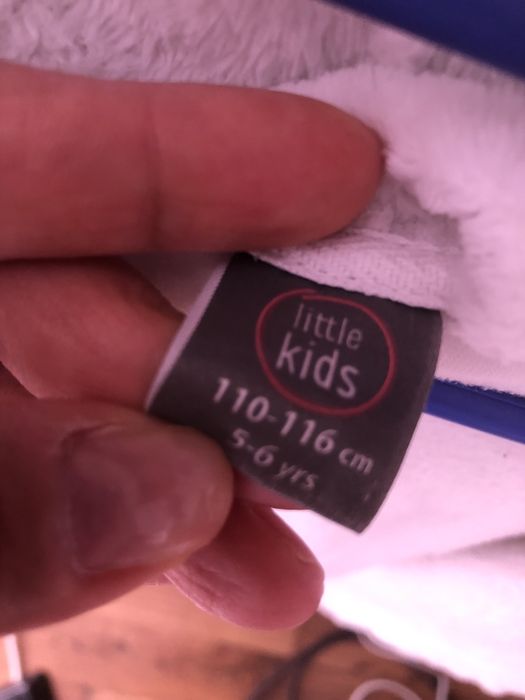 little
kids
110-116 cm
5-6 yrs